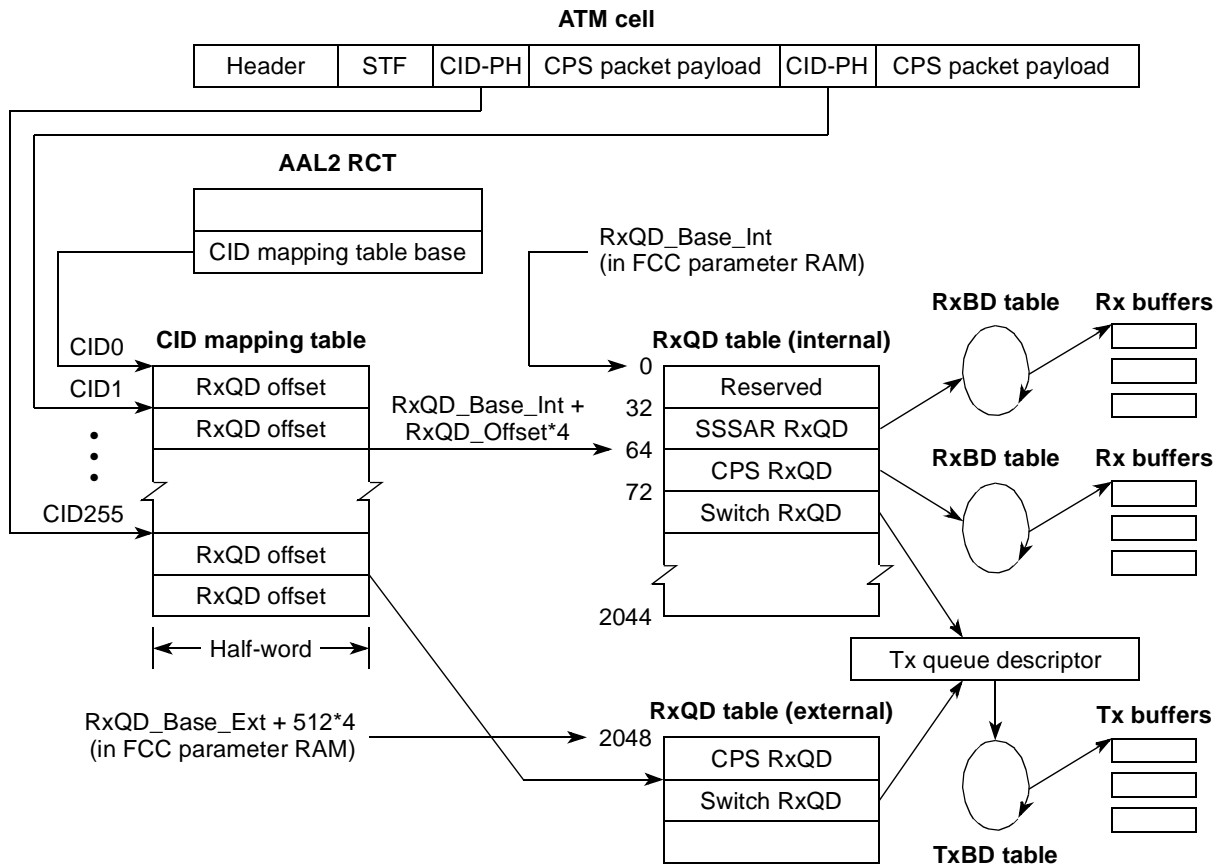 ATM cell
Header
STF
CID-PH
CPS packet payload
CID-PH
CPS packet payload
AAL2 RCT
CID mapping table base
RxQD_Base_Int
(in FCC parameter RAM)
CID0
CID1
CID255
CID mapping table
RxQD offset
RxQD offset
RxQD offset
RxQD offset
Half-word
RxQD_Base_Int +
RxQD_Offset*4
RxQD table (internal)
0
32
64
72
2044
Reserved
SSSAR RxQD
CPS RxQD
Switch RxQD
RxBD table
Rx buffers
RxBD table
Rx buffers
Tx queue descriptor
RxQD_Base_Ext + 512*4
(in FCC parameter RAM)
RxQD table (external)
2048
CPS RxQD
Switch RxQD
Tx buffers
TxBD table